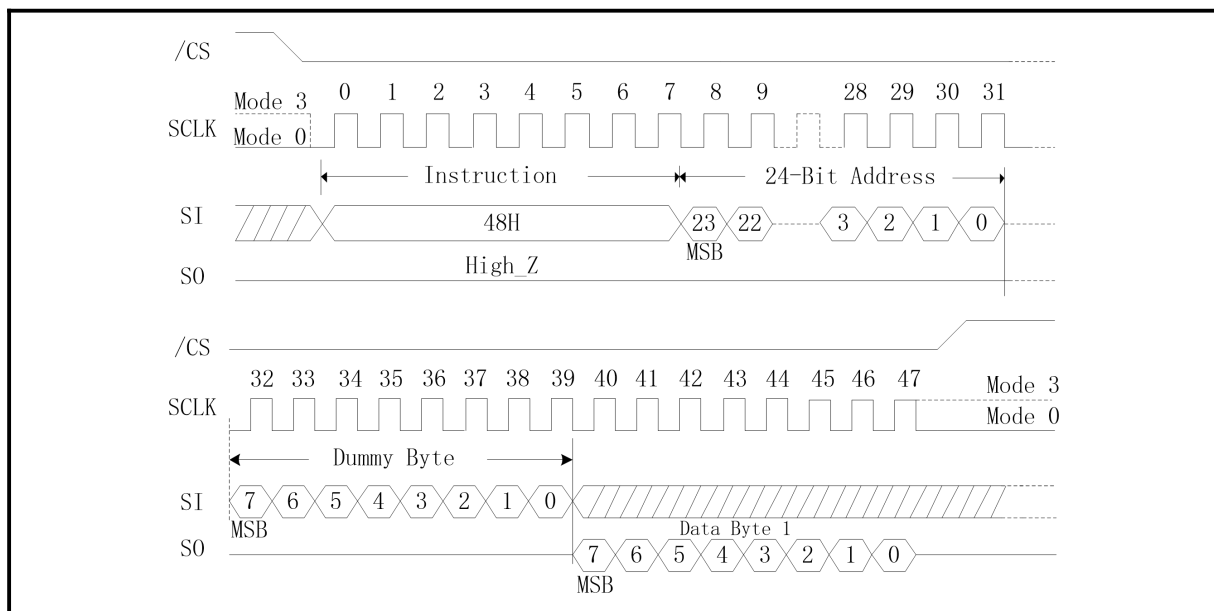 /CS
0 1 2 3 4 5 6 7 8 9 28 29 30 31
Mode 3
SCLK
Mode 0
Instruction 24-Bit Address
SI 48H 23 22 3 2 1 0
MSB
High_Z
SO
/CS
32 33 34 35 36 37 38 39 40 41 42 43 44 45 46 47
Mode 3
SCLK
Mode 0
Dummy Byte
SI 7 6 5 4 3 2 1 0
MSB Data Byte 1
SO 7 6 5 4 3 2 1 0
MSB